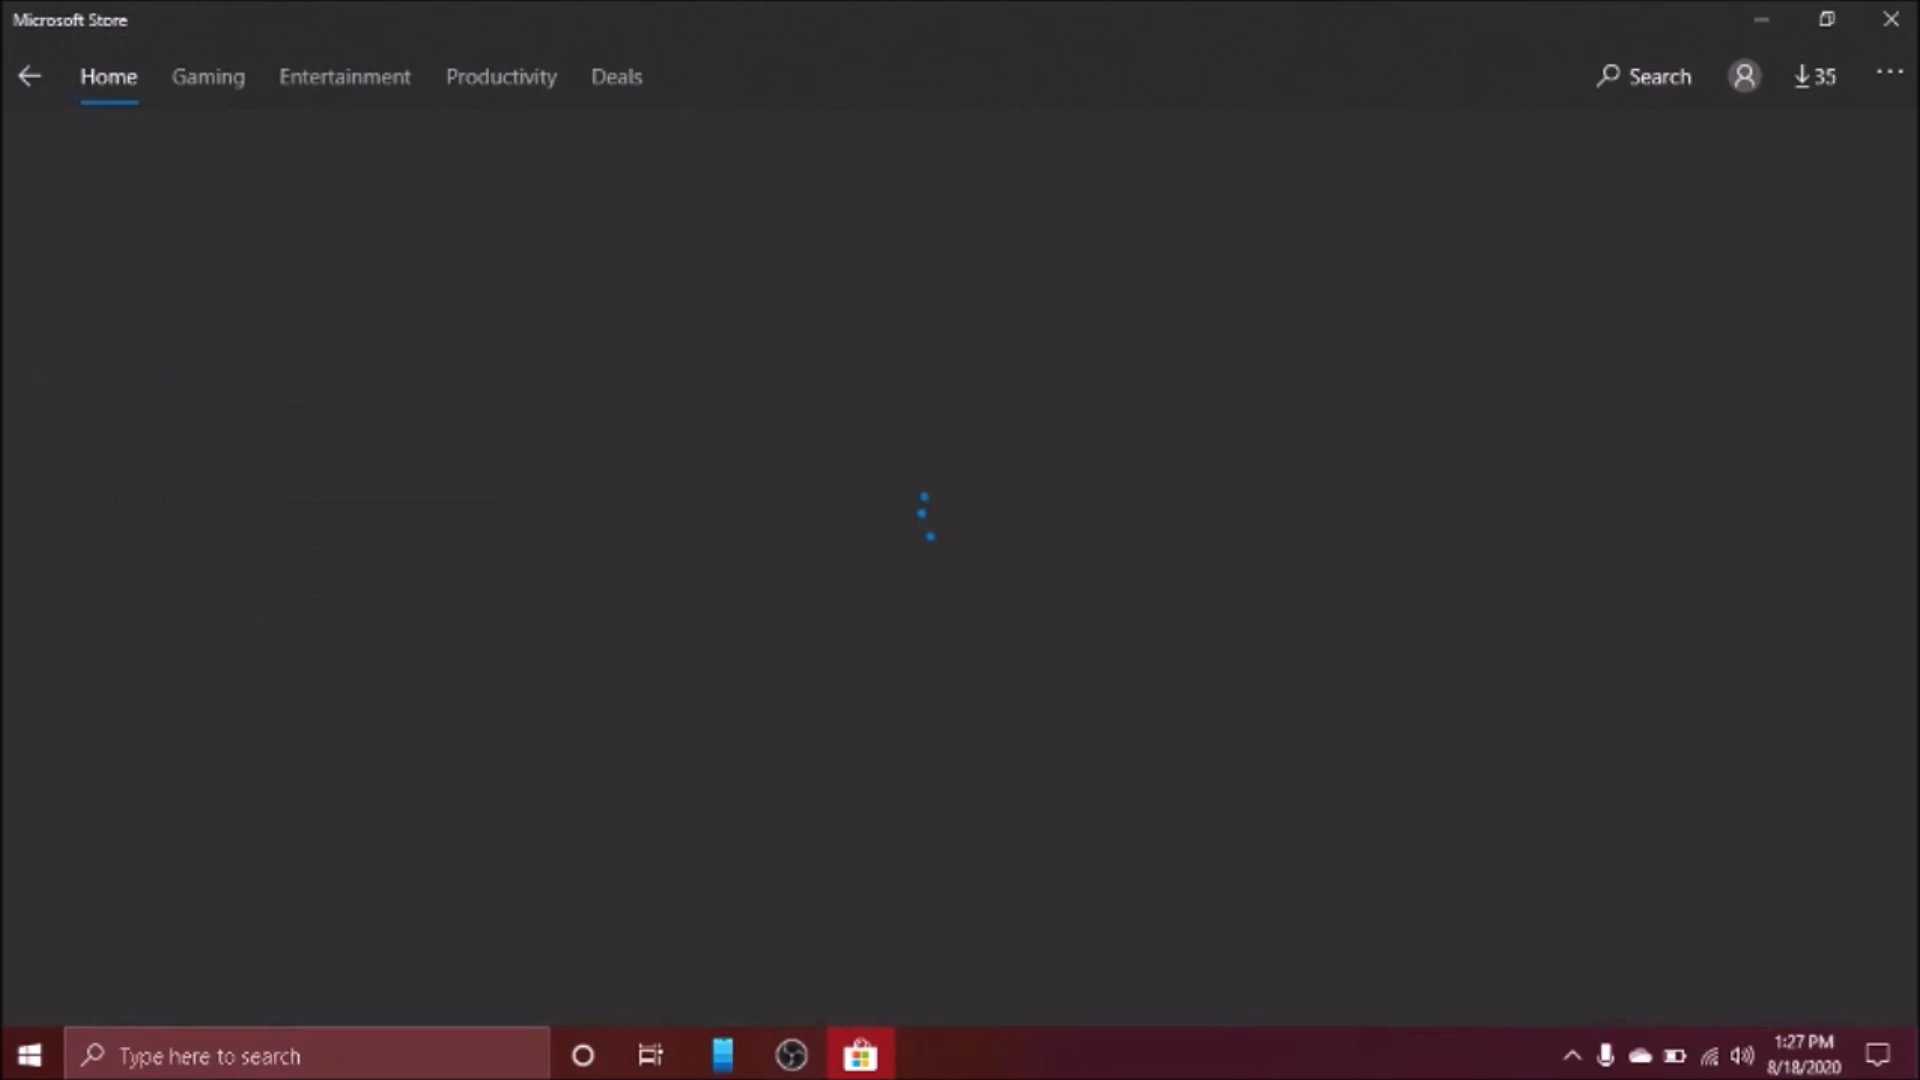 Microsoft Store
Home Gaming Entertainment Productivity Deals Search 35
Type here to search
1:27 PM
8/18/2020